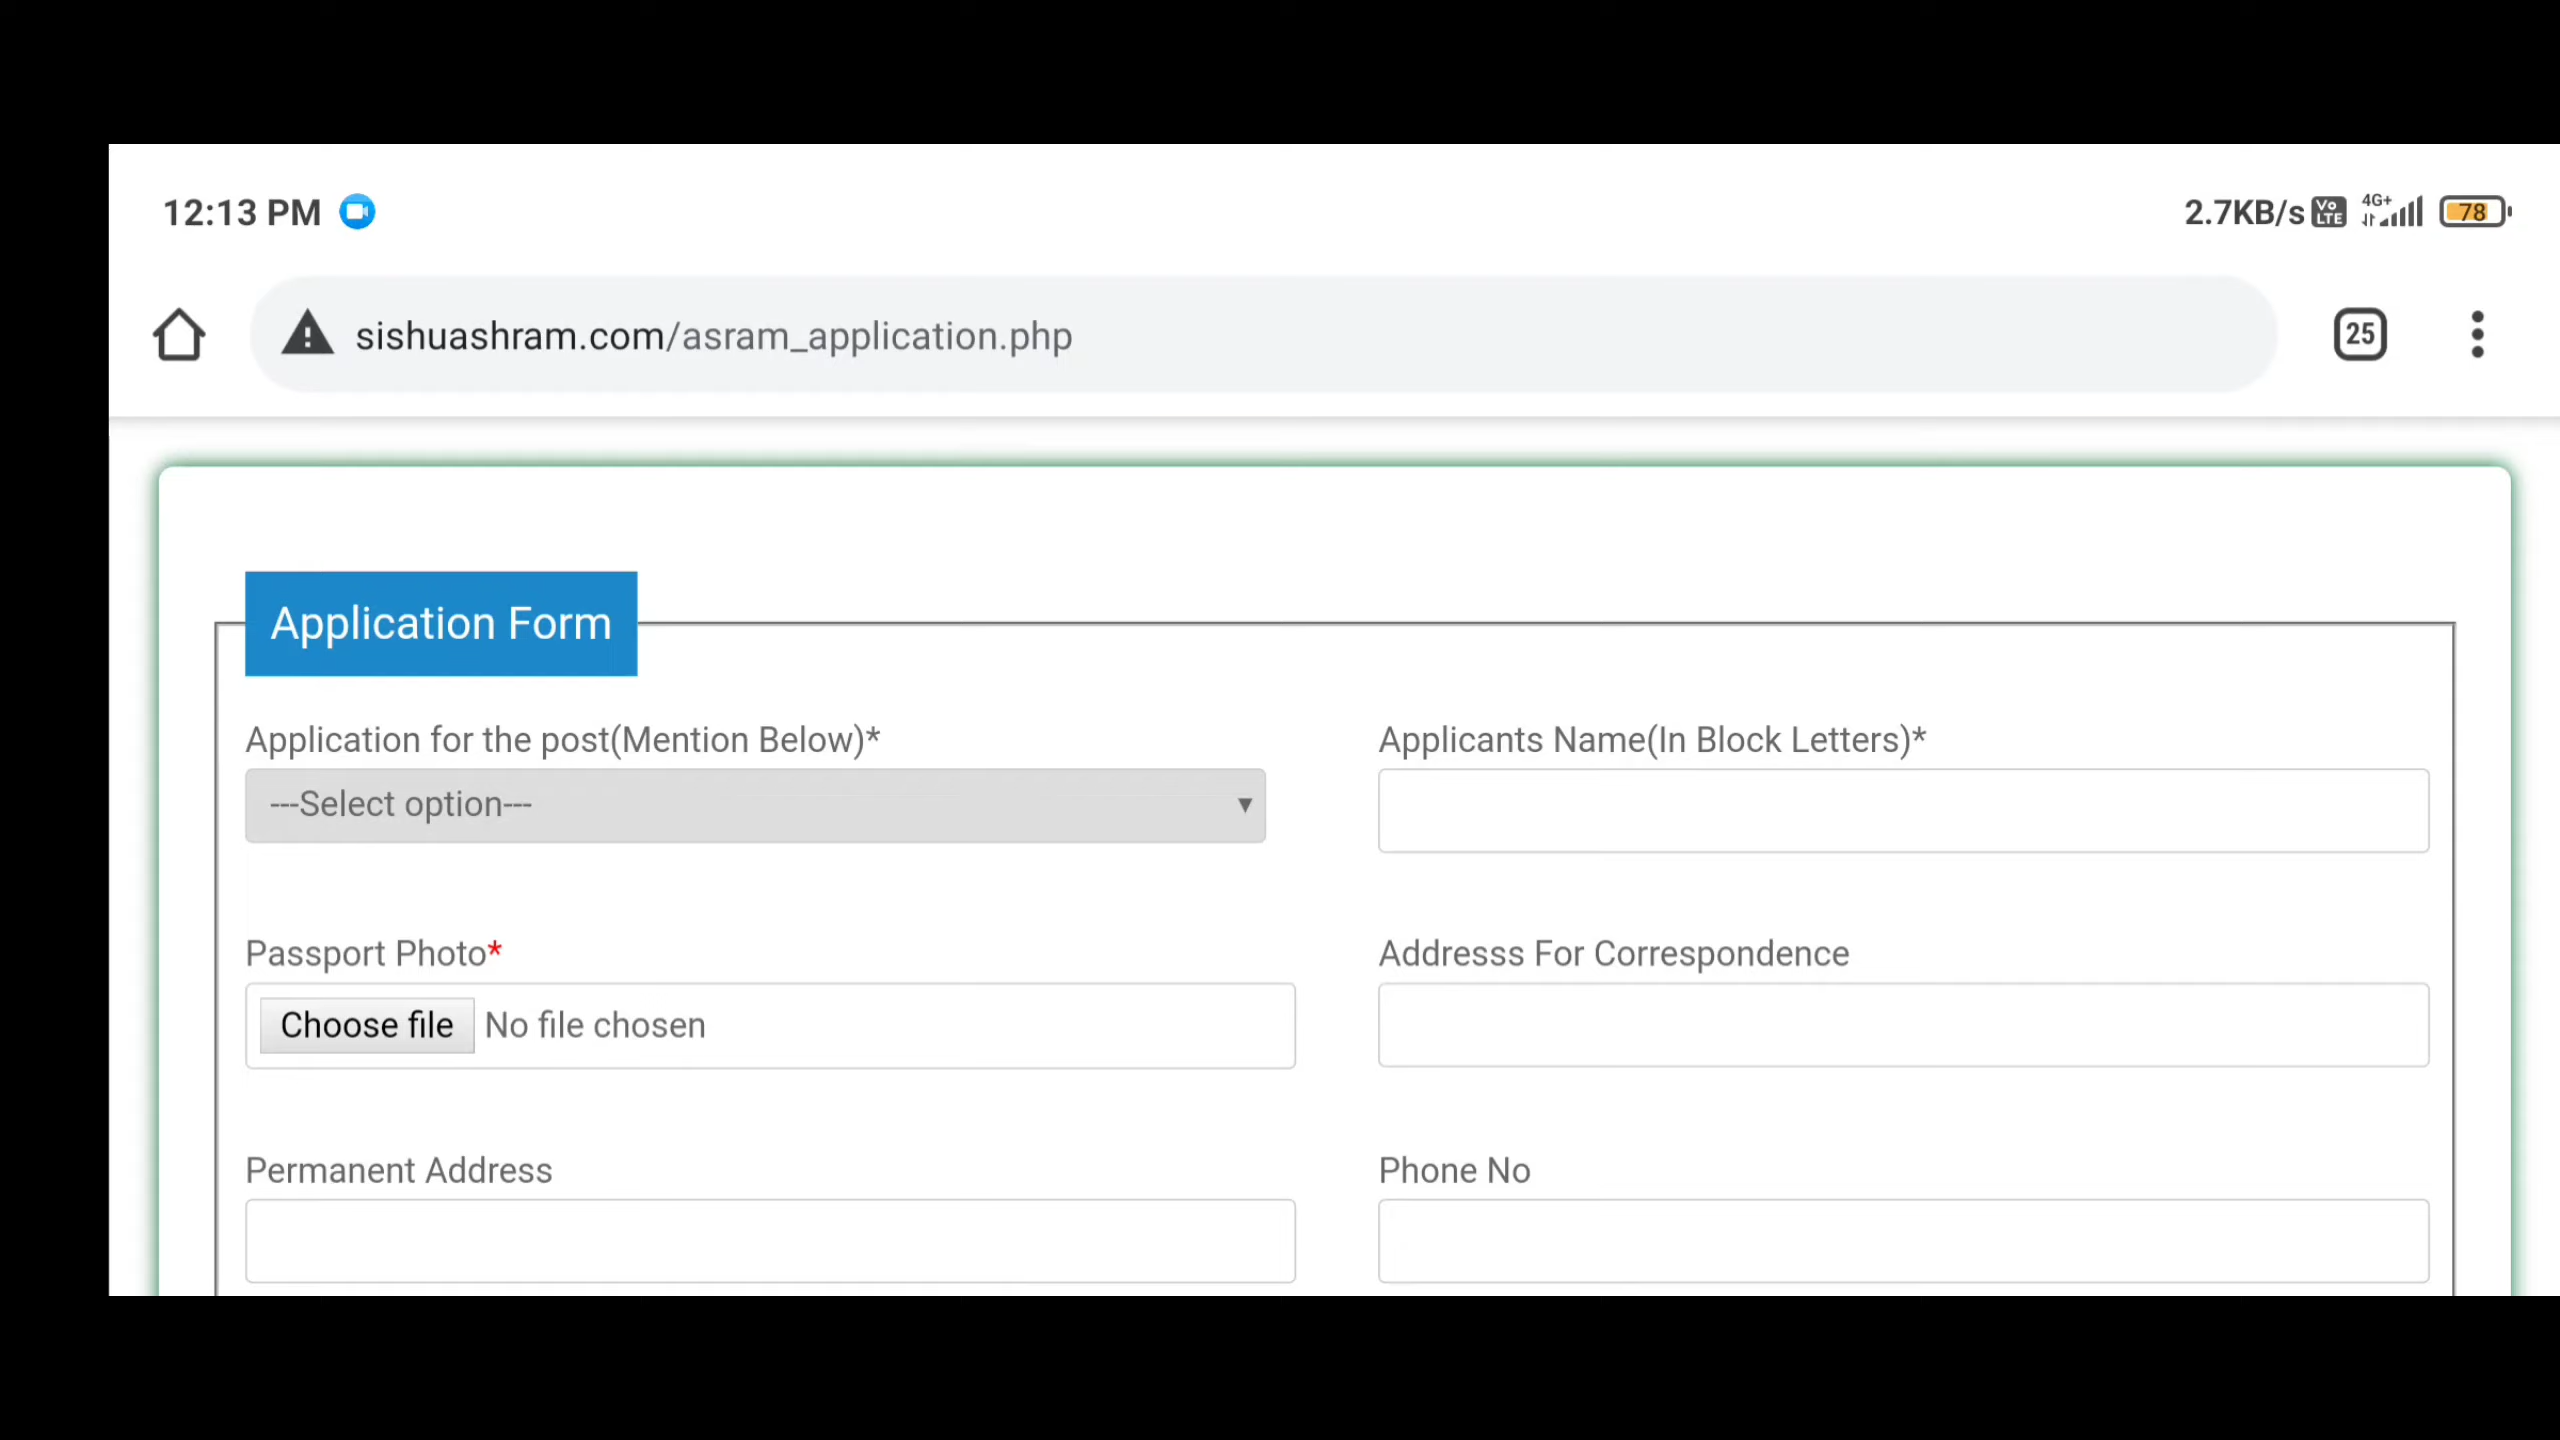 12:13 PM
2.7KB/s Vo LTE 4G+ 78
sishuashram.com/asram_application.php
25
Application Form
Application for the post(Mention Below)*
Applicants Name(In Block Letters)*
---Select option---
Passport Photo*
Addresss For Correspondence
Choose file No file chosen
Permanent Address
Phone No